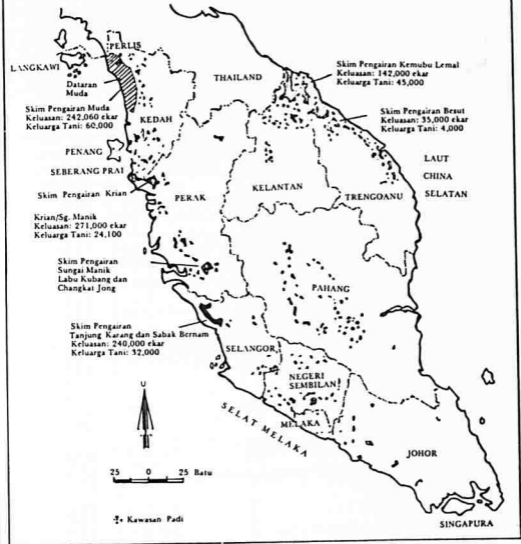 PERLIS
LANGKAWI
Dataran
Muda
THAILAND
Skim Pengairan Kemubu Lemal
Keluasan: 142,000 ekar
Keluarga Tani: 45,000
Skim Pengairan Muda
Keluasan: 242,060 ekar
Keluarga Tani: 60,000
KEDAH
Skim Pengairan Besut
Keluasan: 35,000 ekar
Keluarga Tani: 4,000
PENANG
SEBERANG PRAI
LAUT
CHINA
SELATAN
Skim Pengairan Krian
PERAK
KELANTAN
TRENGOANU
Krian/Sg. Manik
Keluasan: 271,000 ekar
Keluarga Tani: 24,100
Skim Pengairan
Sungai Manik
Labu Kubang dan
Changkat Jong
PAHANG
Skim Pengairan
Tanjung Karang dan Sabak Bernam
Keluasan: 240,000 ekar
Keluarga Tani: 32,000
SELANGOR
NEGERI
SEMBILAN
SELAT MELAKA
MELAKA
JOHOR
U
25 0 25 Batu
Kawasan Padi
SINGAPURA